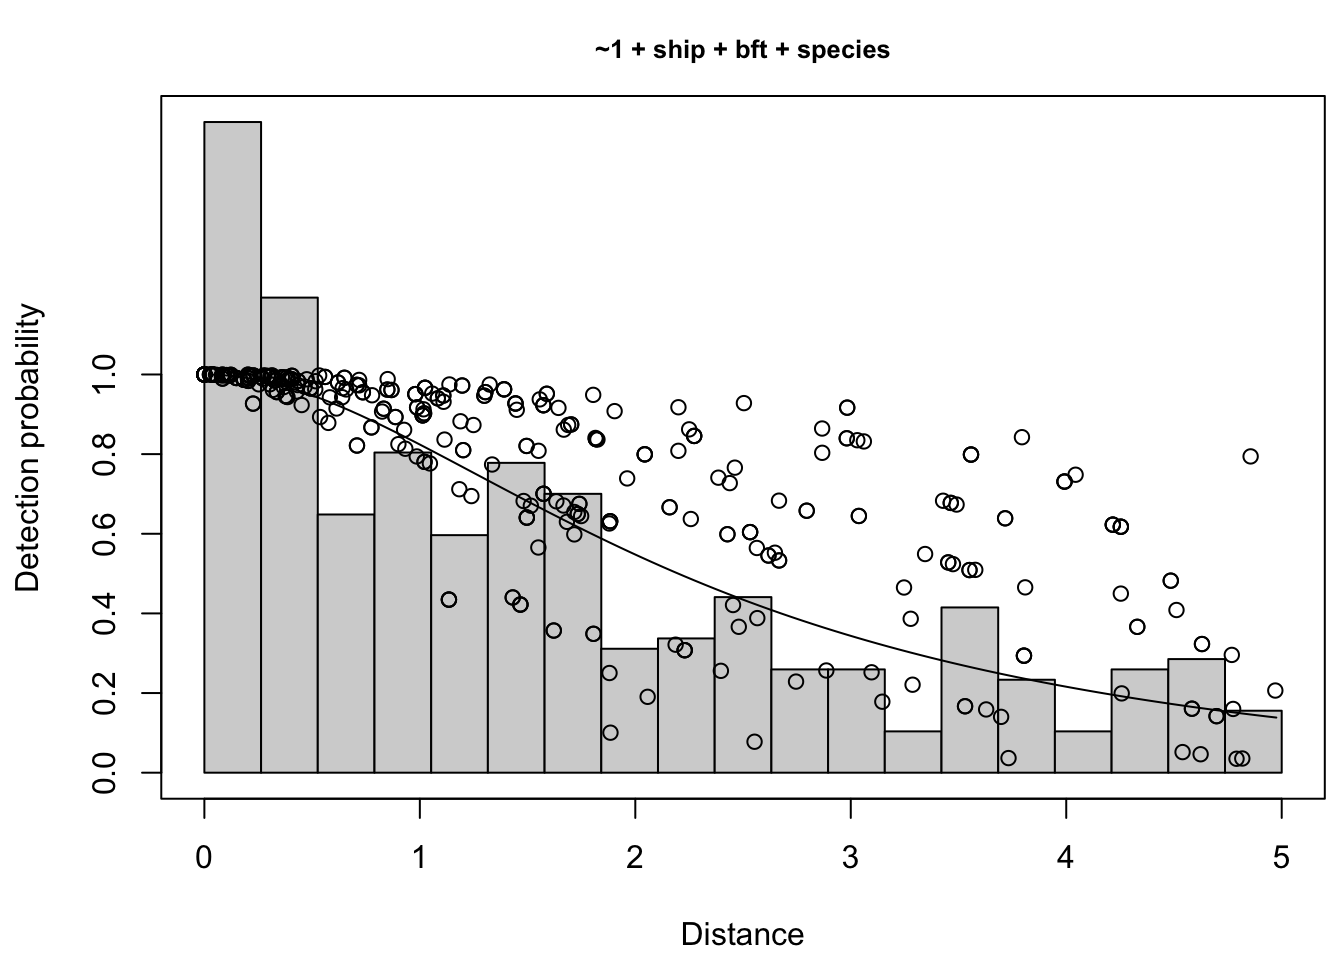 ~1 + ship + bft + species
Detection probability
1.0
0.8
0.6
0.4
0.2
0.0
0 1 2 3 4 5
Distance